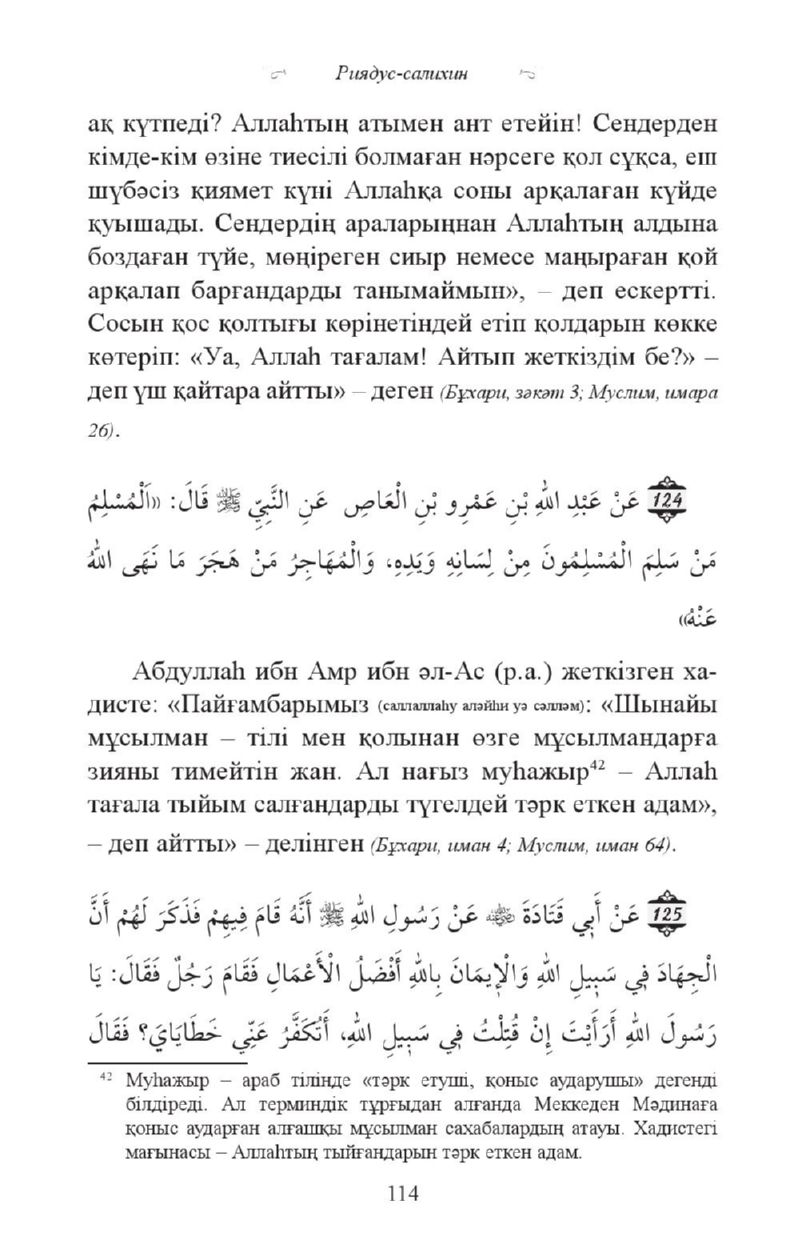 Риядус-салихин
ақ күтпеді? Аллаһтың атымен ант етейін! Сендерден
кімде-кім өзіне тиесілі болмаған нәрсеге қол сұқса, еш
шүбәсіз қиямет күні Аллаһқа соны арқалаған күйде
қуышады. Сендердің араларыңнан Аллаһтың алдына
боздаған түйе, мөңіреген сиыр немесе маңыраған қой
арқалап барғандарды танымаймын», – деп ескертті.
Сосын қос қолтығы көрінетіндей етіп қолдарын көкке
көтеріп: «Уа, Аллаһ тағалам! Айтып жеткіздім бе?» –
деп үш қайтара айтты» – деген (Бұхари, зәкәт 3; Муслим, имара
26).
124 عَنْ عَبْدِ اللهِ بْنِ عَمْرِو بْنِ الْعَاصِ عَنِ النَّبِيِّ ﷺ قَالَ: «اَلْمُسْلِمُ
مَنْ سَلِمَ الْمُسْلِمُونَ مِنْ لِسَانِهِ وَيَدِهِ، وَالْمُهَاجِرُ مَنْ هَجَرَ مَا نَهَى اللهُ
عَنْهُ»
Абдуллаһ ибн Амр ибн әл-Ас (р.а.) жеткізген ха-
дисте: «Пайғамбарымыз (саллаллаһу аләйһи уә сәлләм): «Шынайы
мұсылман – тілі мен қолынан өзге мұсылмандарға
зияны тимейтін жан. Ал нағыз муһажыр42 – Аллаһ
тағала тыйым салғандарды түгелдей тәрк еткен адам»,
– деп айтты» – делінген (Бұхари, иман 4; Муслим, иман 64).
125 عَنْ أَبِي قَتَادَةَ ﷺ عَنْ رَسُولِ اللهِ ﷺ أَنَّهُ قَامَ فِيهِمْ فَذَكَرَ لَهُمْ أَنَّ
الْجِهَادَ فِي سَبِيلِ اللهِ وَالْإِيمَانَ بِاللهِ أَفْضَلُ الْأَعْمَالِ فَقَامَ رَجُلٌ فَقَالَ: يَا
رَسُولَ اللهِ أَرَأَيْتَ إِنْ قُتِلْتُ فِي سَبِيلِ اللهِ، أَتُكَفَّرُ عَنِّي خَطَايَايَ؟ فَقَالَ
42 Муһажыр – араб тілінде «тәрк етуші, қоныс аударушы» дегенді
білдіреді. Ал терминдік тұрғыдан алғанда Меккеден Мәдинаға
қоныс аударған алғашқы мұсылман сахабалардың атауы. Хадистегі
мағынасы – Аллаһтың тыйғандарын тәрк еткен адам.
114